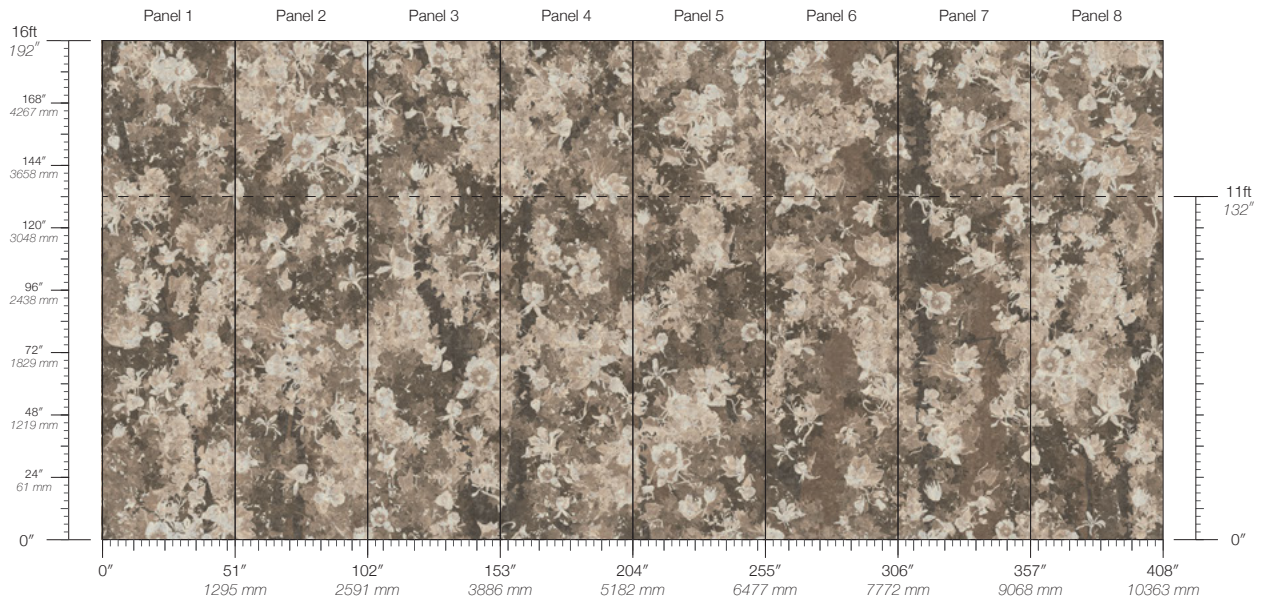 Panel 1 Panel 2 Panel 3 Panel 4 Panel 5 Panel 6 Panel 7 Panel 8
16ft
192″
168″
4267 mm
144″
3658 mm
11ft
132″
120″
3048 mm
96″
2438 mm
72″
1829 mm
48″
1219 mm
24″
61 mm
0″
0″
0″ 51″ 102″ 153″ 204″ 255″ 306″ 357″ 408″
1295 mm 2591 mm 3886 mm 5182 mm 6477 mm 7772 mm 9068 mm 10363 mm